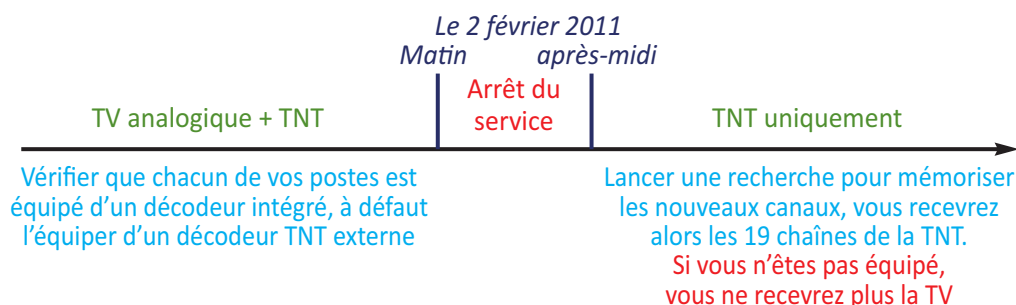 Le 2 février 2011
Matin après-midi
Arrêt du
service
TV analogique + TNT
TNT uniquement
Vérifier que chacun de vos postes est
équipé d’un décodeur intégré, à défaut
l’équiper d’un décodeur TNT externe
Lancer une recherche pour mémoriser
les nouveaux canaux, vous recevrez
alors les 19 chaînes de la TNT.
Si vous n’êtes pas équipé,
vous ne recevrez plus la TV